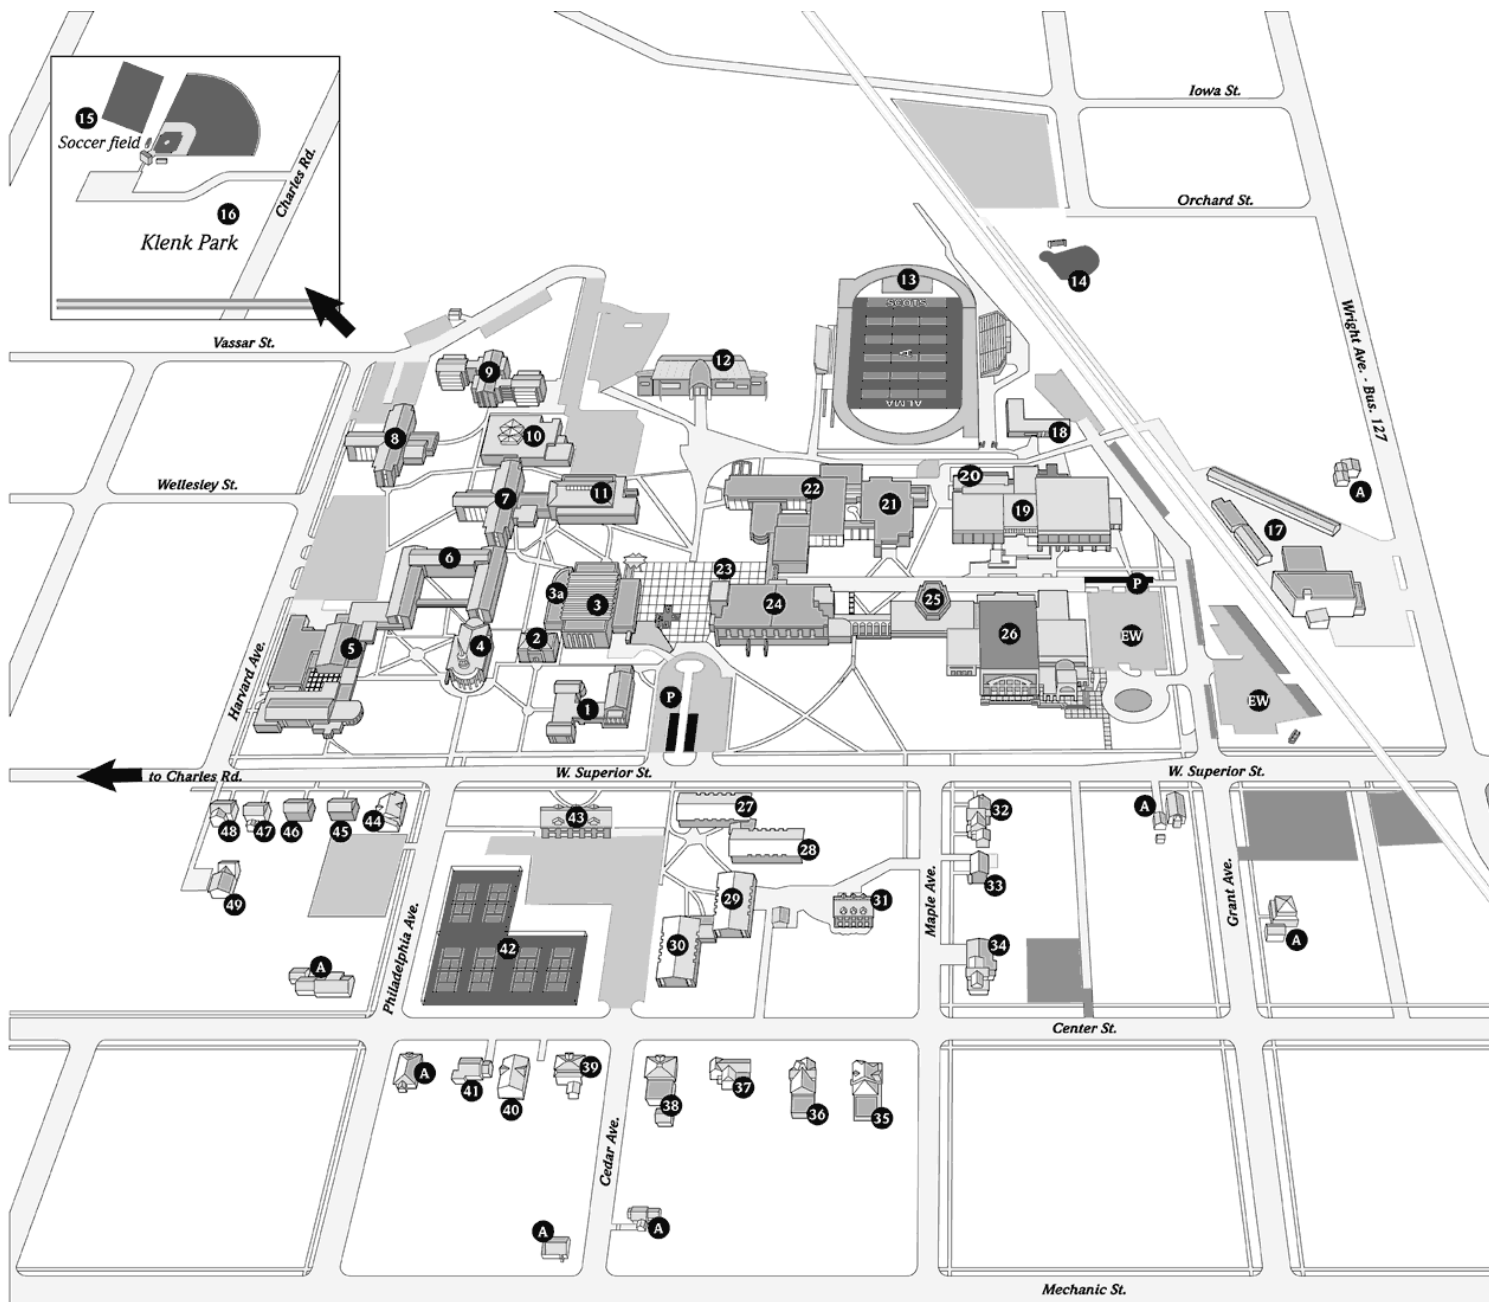 Iowa St.
15
Soccer field
Charles Rd.
16
Klenk Park
Orchard St.
14
13
SCOTS
A
ALMA
Wright Ave. - Bus. 127
Vassar St.
9
12
8
10
18
Wellesley St.
7
11
22
20
21
19
A
17
6
3a
3
23
P
2
4
24
25
26
EW
5
Harvard Ave.
1
P
EW
to Charles Rd.
W. Superior St.
W. Superior St.
48
47
46
45
44
43
27
32
A
28
33
49
29
31
Maple Ave.
Grant Ave.
Philadelphia Ave.
42
30
34
A
A
Center St.
A
41
40
39
38
37
36
35
Cedar Ave.
A
A
Mechanic St.